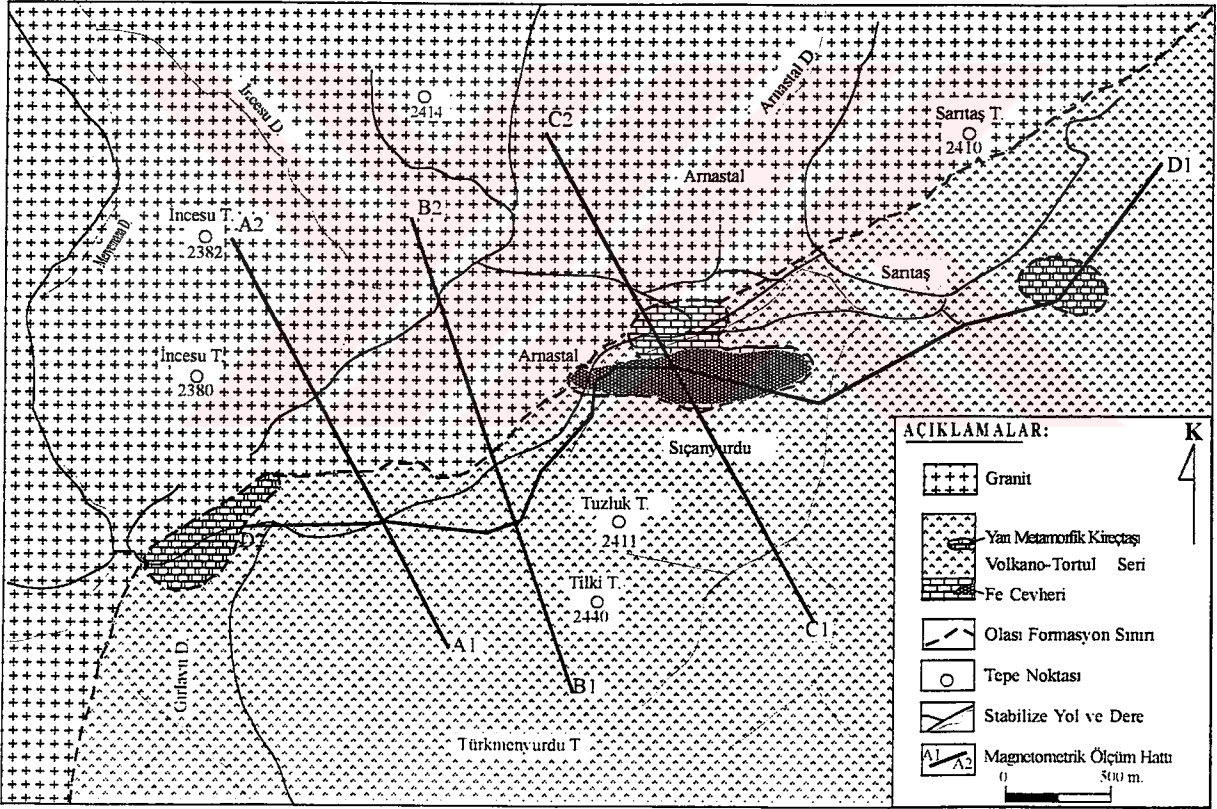 İncesu D.
2414
C2
Arnastal D.
Sarıtaş T.
2410
D1
Arnastal
İncesu T.
2382
A2
B2
Sarıtaş
İncesu T.
2380
Arnastal
Sıçanyurdu
Tuzluk T.
2411
Tilki T.
2440
A1
B1
C1
Türkmenyurdu T
AÇIKLAMALAR:
K
Granit
Yarı Metamorfik Kireçtaşı
Volkano-Tortul Seri
Fe Cevheri
Olası Formasyon Sınırı
Tepe Noktası
Stabilize Yol ve Dere
A1 A2 Magnetometrik Ölçüm Hattı
0 500 m.